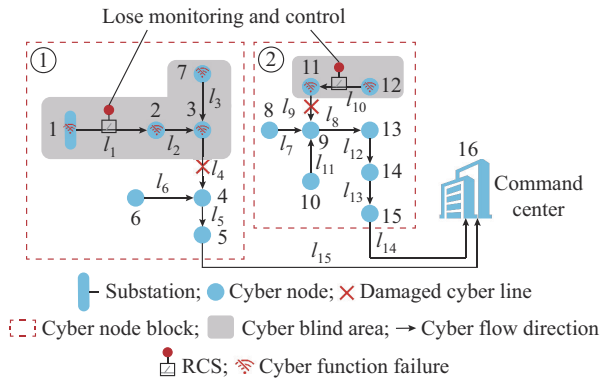 Lose monitoring and control
① ②
7 11 12
l3 l10
1 2 3 8 l9 l8 13
l1 l2 l7 9 l12 16
l4 l11 14 Command
l6 4 10 l13 center
6 l5 15
5 l14
l15
Substation; Cyber node; Damaged cyber line
Cyber node block; Cyber blind area; Cyber flow direction
RCS; Cyber function failure